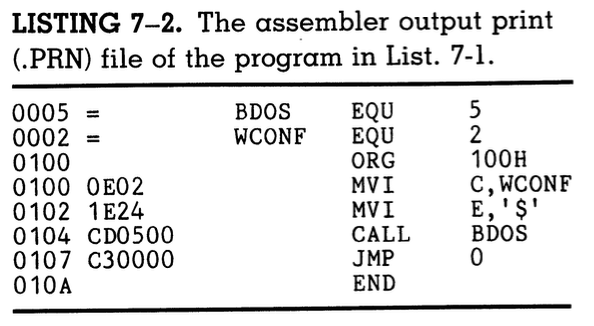 LISTING 7–2. The assembler output print
(.PRN) file of the program in List. 7-1.
0005 = BDOS EQU 5
0002 = WCONF EQU 2
0100 ORG 100H
0100 0E02 MVI C,WCONF
0102 1E24 MVI E,'$'
0104 CD0500 CALL BDOS
0107 C30000 JMP 0
010A END